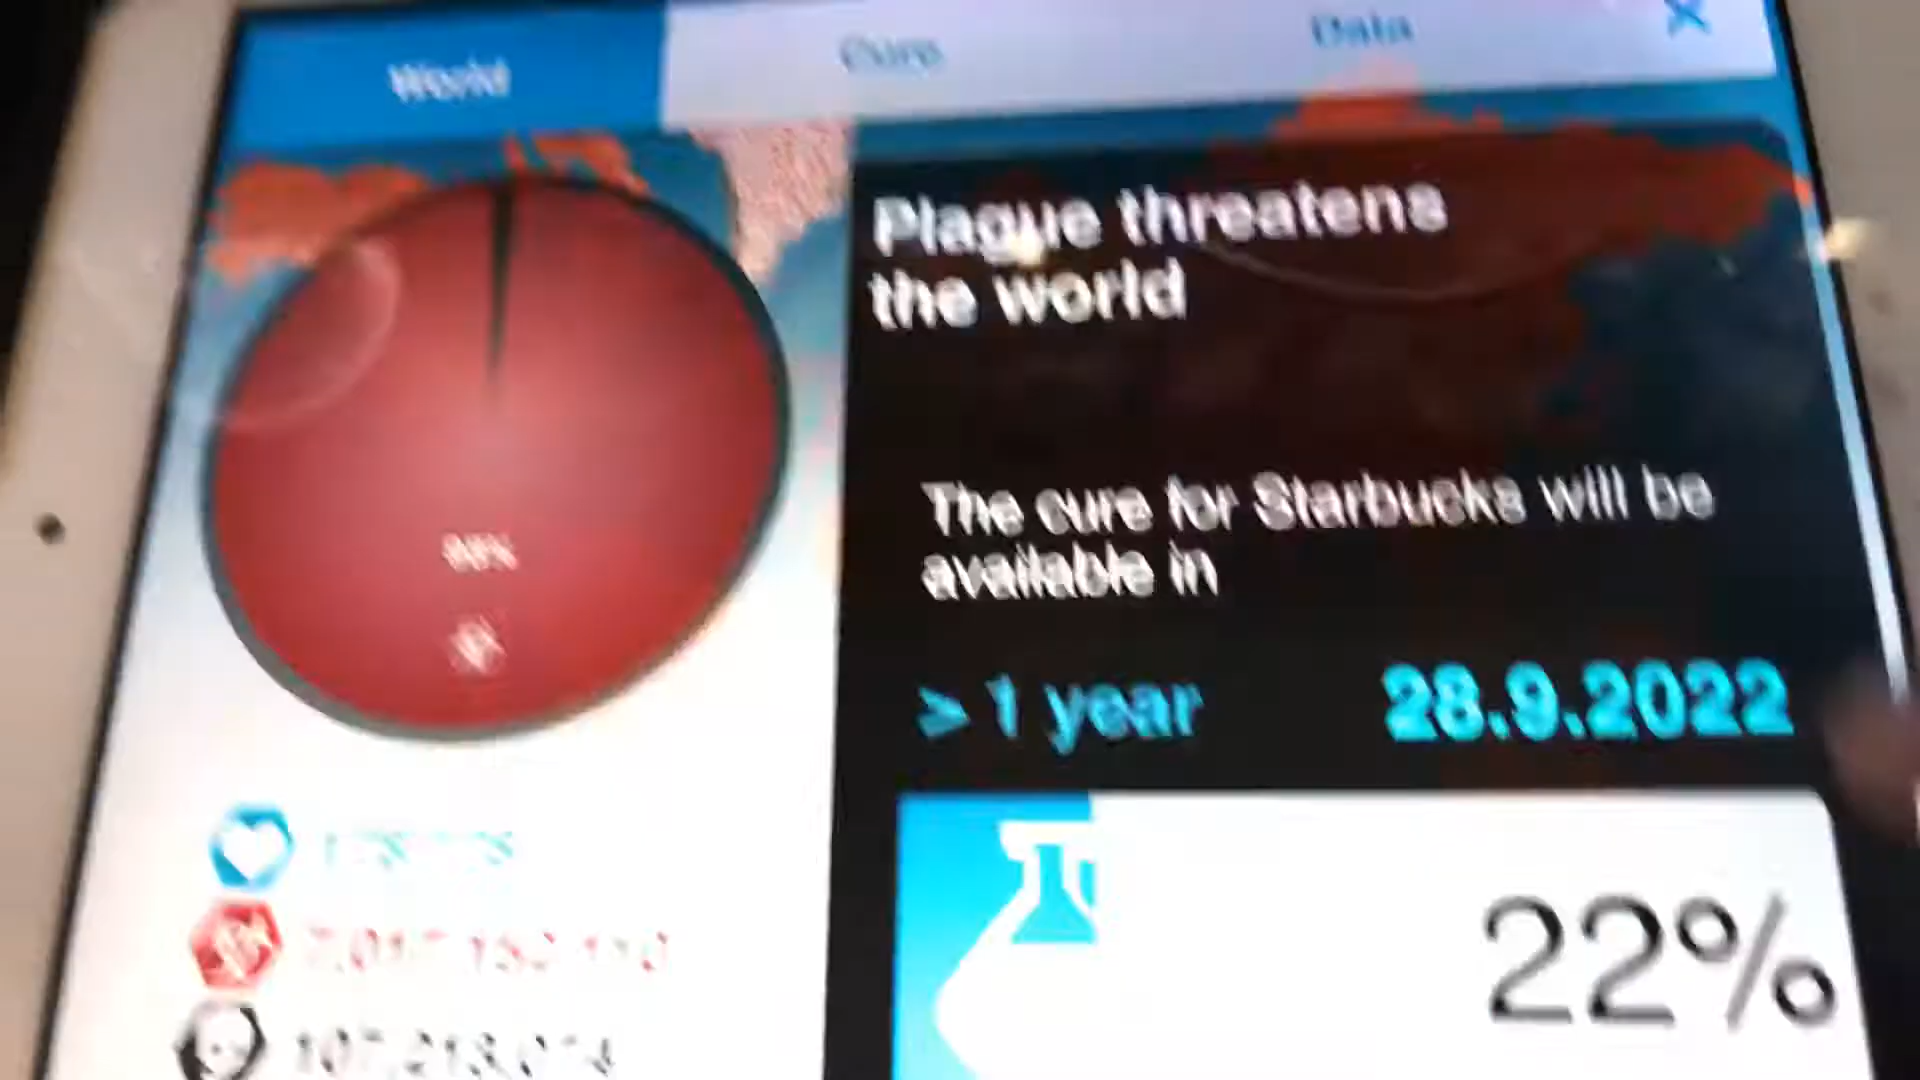 World
Cure
Data
Plague threatens
the world
The cure for Starbucks will be
available in
> 1 year
28.9.2022
22%